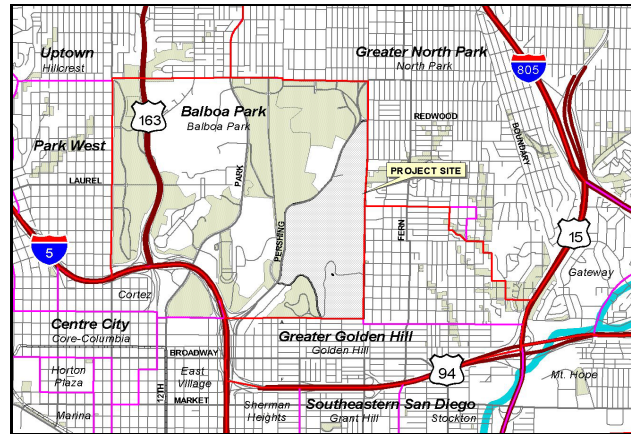 Uptown
Hillcrest
Greater North Park
North Park
805
163
Balboa Park
Balboa Park
REDWOOD
BOUNDARY
Park West
PROJECT SITE
LAUREL
PARK
PERSHING
FERN
15
5
Gateway
Cortez
Centre City
Core-Columbia
Greater Golden Hill
Golden Hill
BROADWAY
94
Horton
Plaza
East
Village
Mt. Hope
12TH
MARKET
Sherman
Heights
Southeastern San Diego
Grant Hill
Stockton
Marina